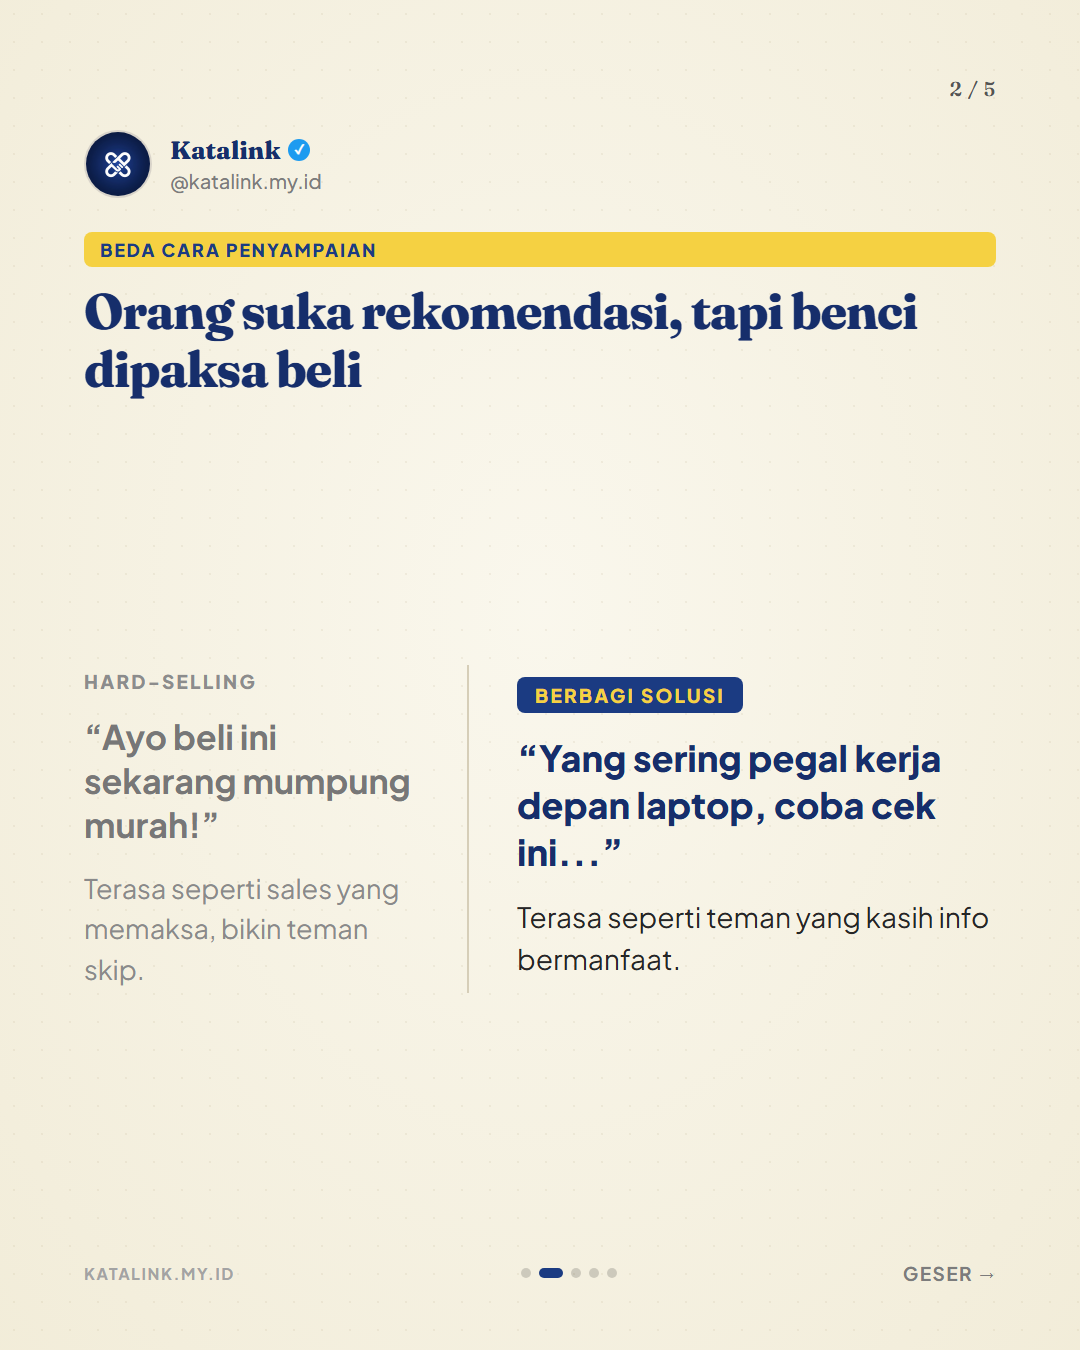 2 / 5
Katalink
@katalink.my.id
BEDA CARA PENYAMPAIAN
Orang suka rekomendasi, tapi benci
dipaksa beli
HARD-SELLING
“Ayo beli ini
sekarang mumpung
murah!”
Terasa seperti sales yang
memaksa, bikin teman
skip.
BERBAGI SOLUSI
“Yang sering pegal kerja
depan laptop, coba cek
ini...”
Terasa seperti teman yang kasih info
bermanfaat.
KATALINK.MY.ID
GESER →